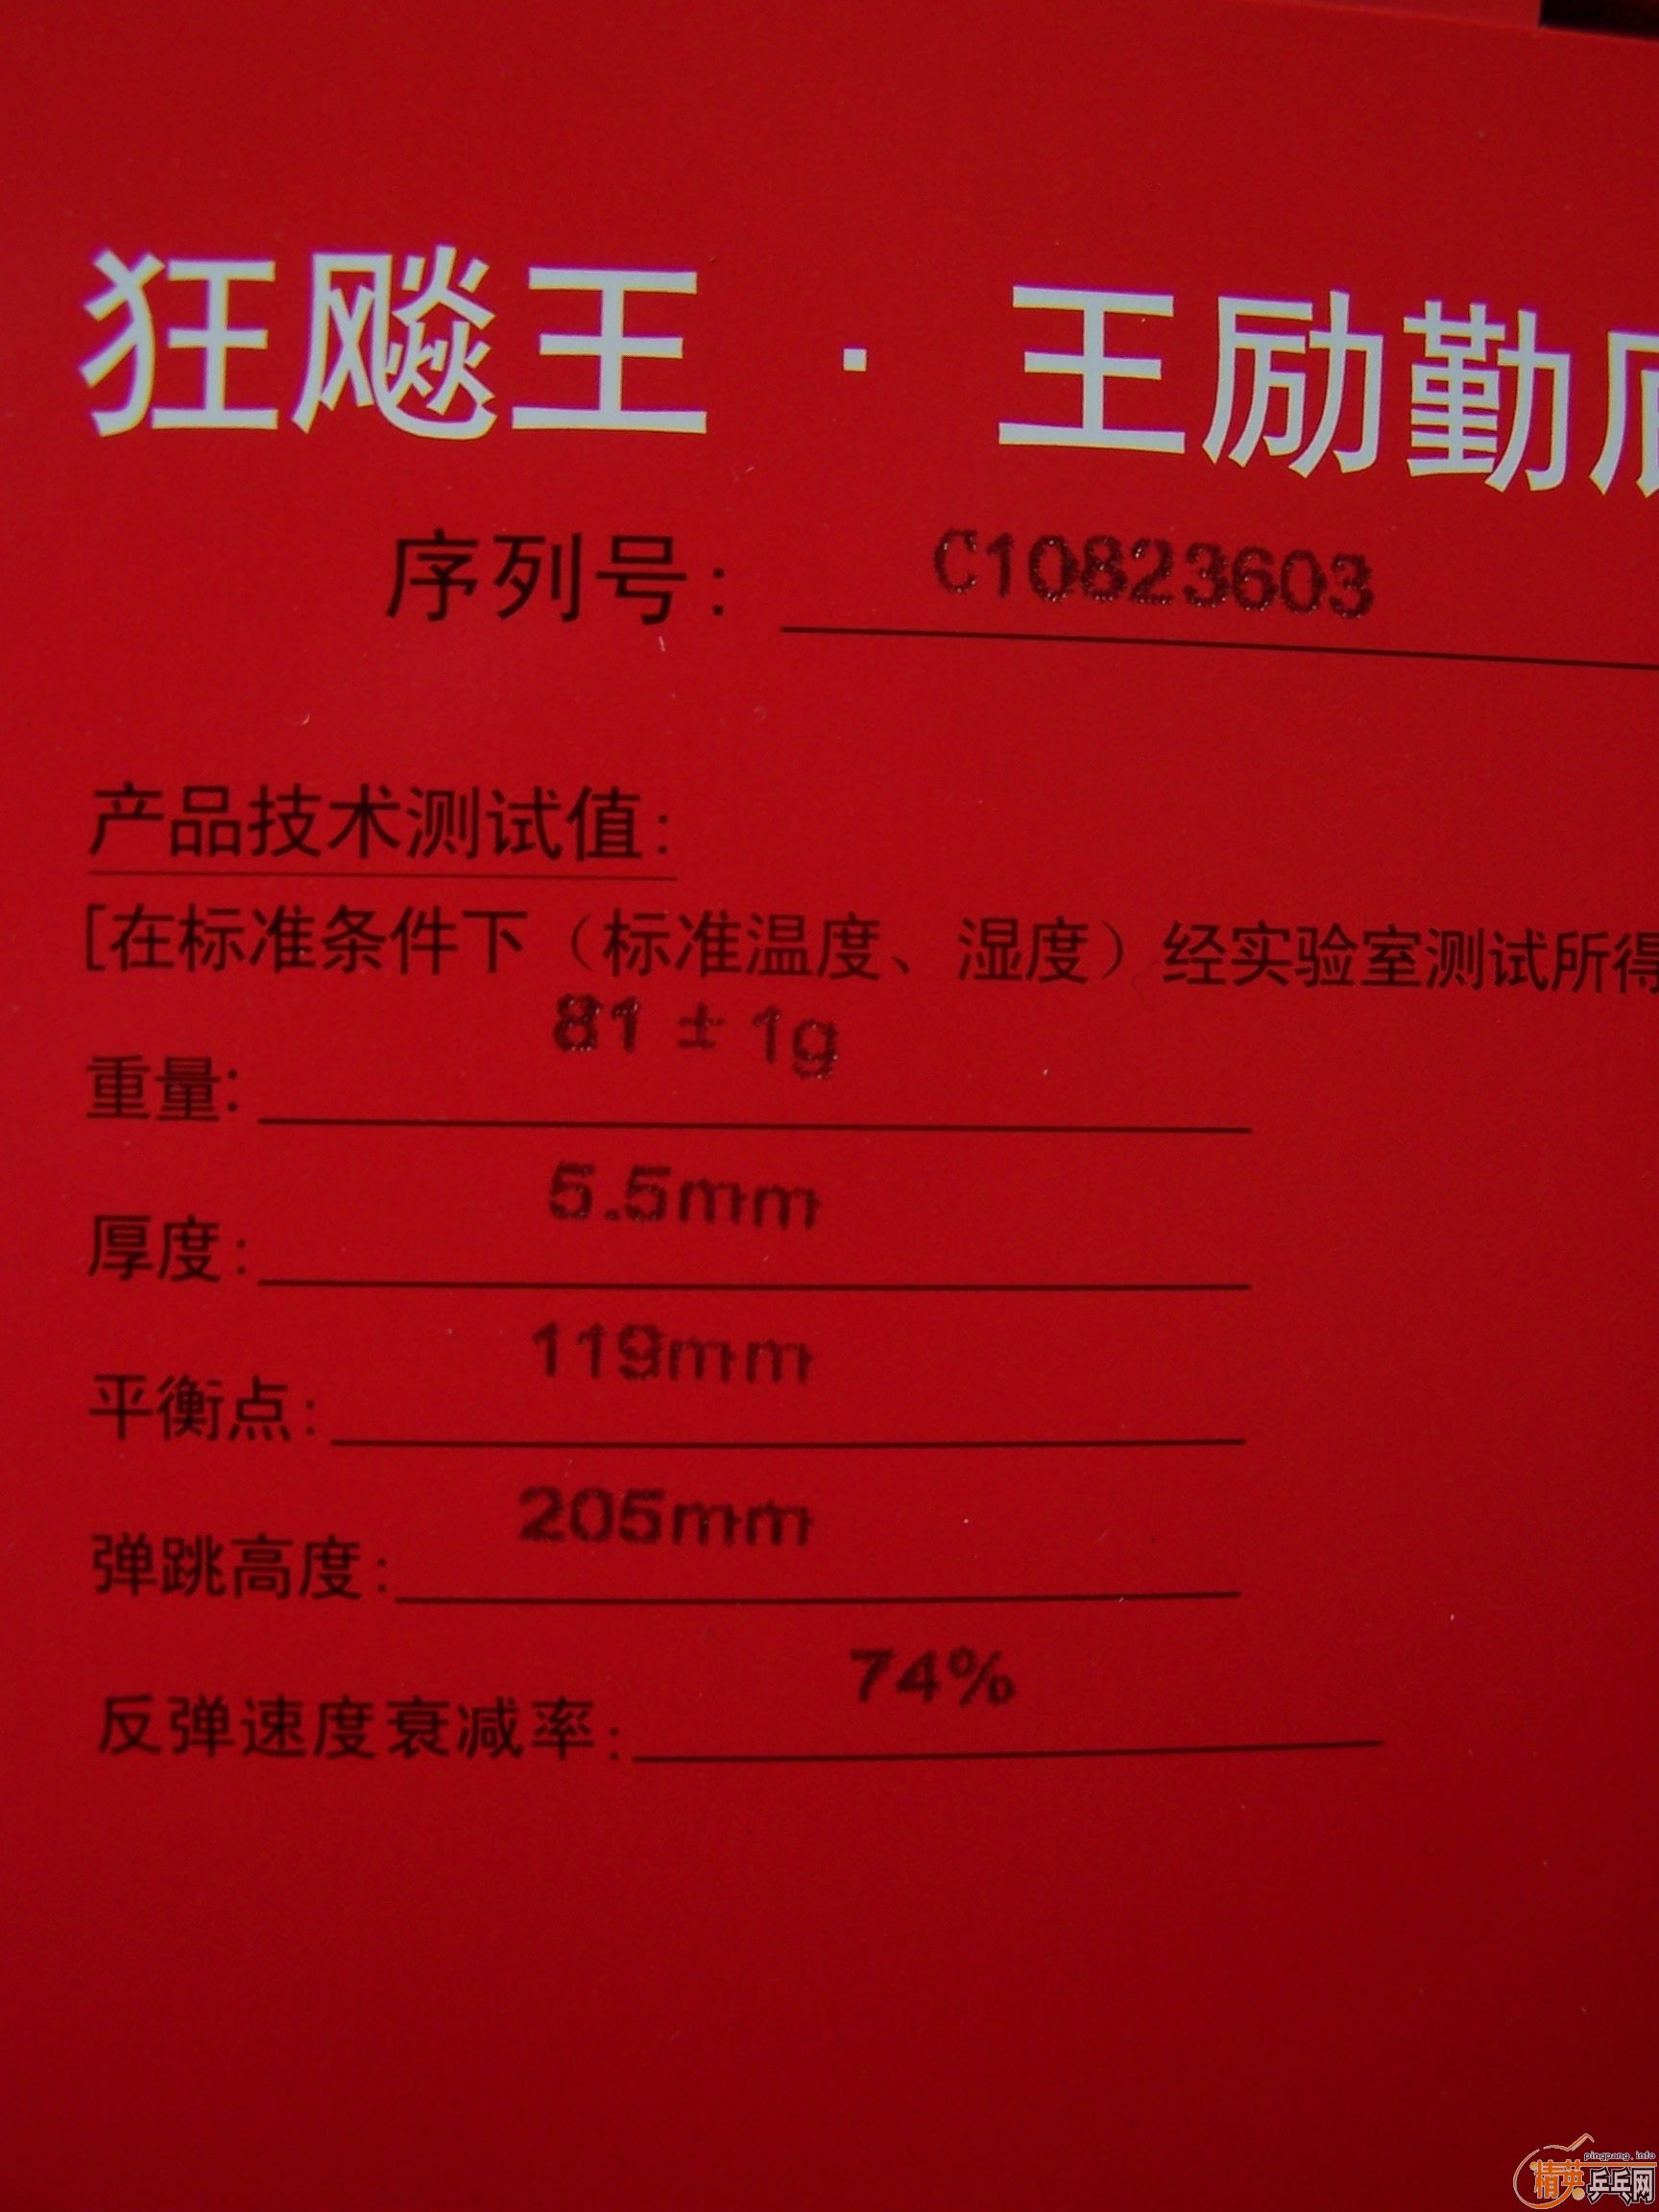 狂飚王 · 王励勤
序列号: C10823603
产品技术测试值:
[在标准条件下（标准温度、湿度）经实验室测试所得
重量: 81 ± 1g
厚度: 5.5mm
平衡点: 119mm
弹跳高度: 205mm
反弹速度衰减率: 74%
pingpang.info
精英乒乓网